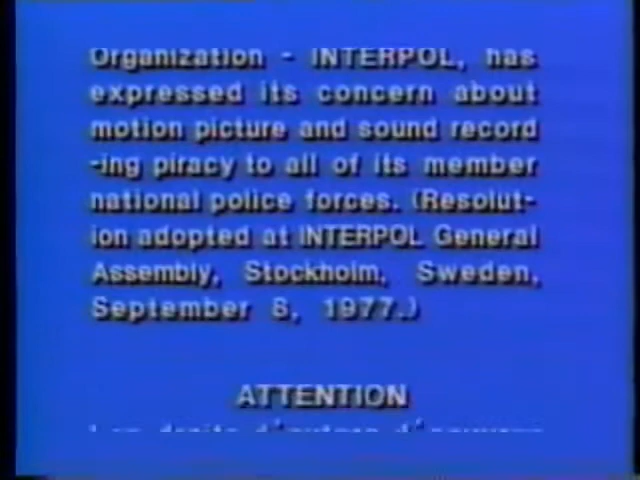 Organization - INTERPOL, has
expressed its concern about
motion picture and sound record
-ing piracy to all of its member
national police forces. (Resolut-
ion adopted at INTERPOL General
Assembly, Stockholm, Sweden,
September 8, 1977.)
ATTENTION